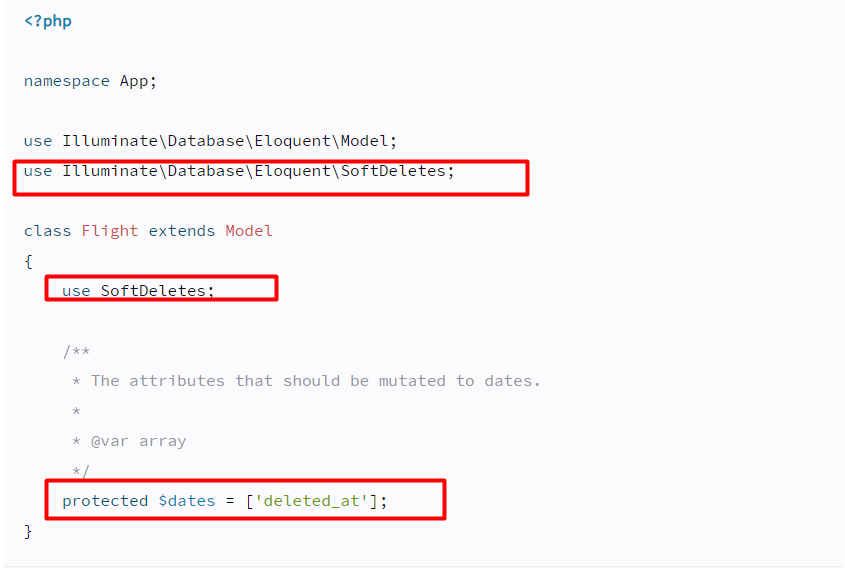 <?php
namespace App;
use Illuminate\Database\Eloquent\Model;
use Illuminate\Database\Eloquent\SoftDeletes;
class Flight extends Model
{
use SoftDeletes;
/**
* The attributes that should be mutated to dates.
*
* @var array
*/
protected $dates = ['deleted_at'];
}